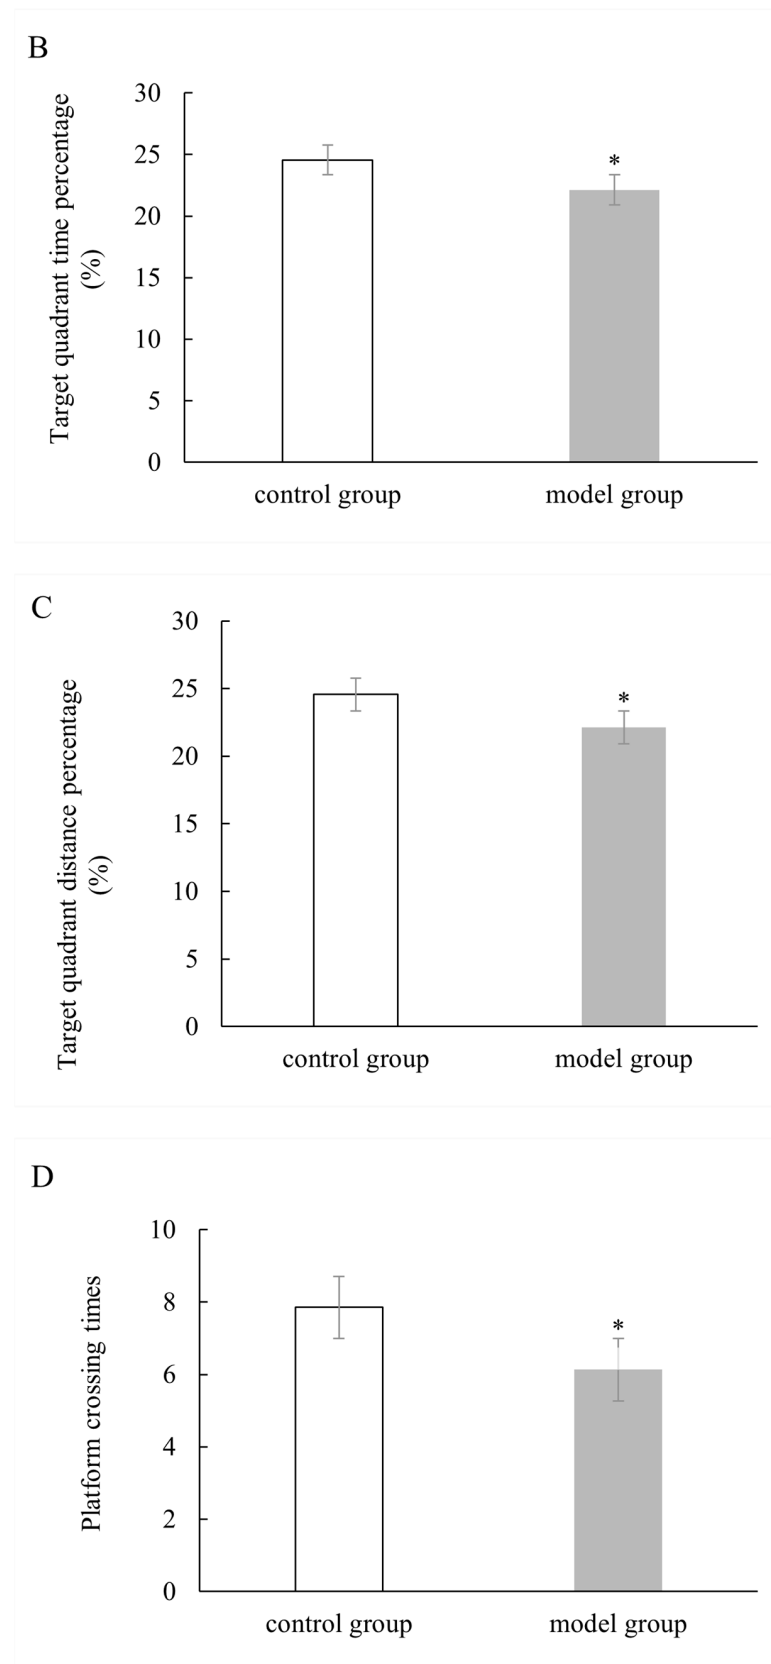 B
Target quadrant time percentage
(%)
30
25
20
15
10
5
0
*
control group
model group
C
Target quadrant distance percentage
(%)
30
25
20
15
10
5
0
*
control group
model group
D
Platform crossing times
10
8
6
4
2
0
*
control group
model group